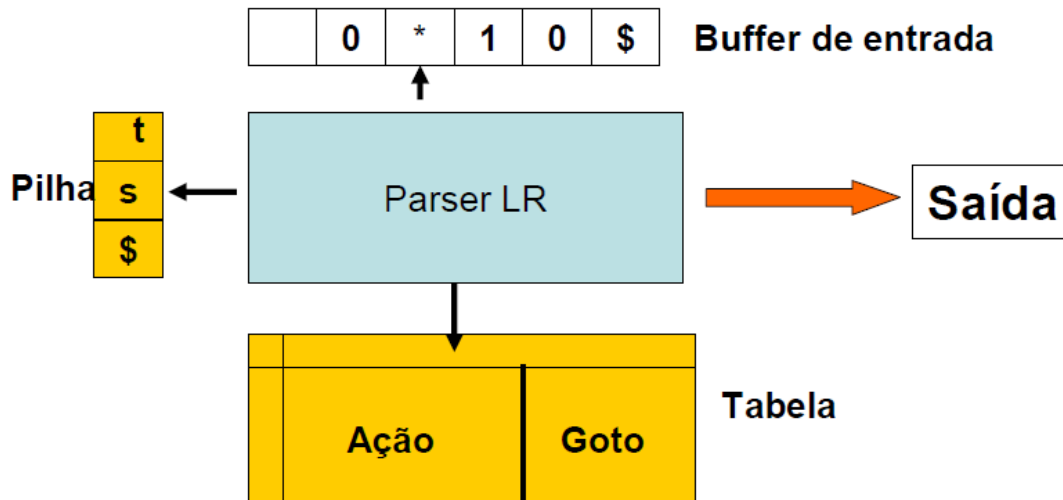 0 * 1 0 $ Buffer de entrada
t
Pilha s
$
Parser LR
Saída
Tabela
Ação Goto